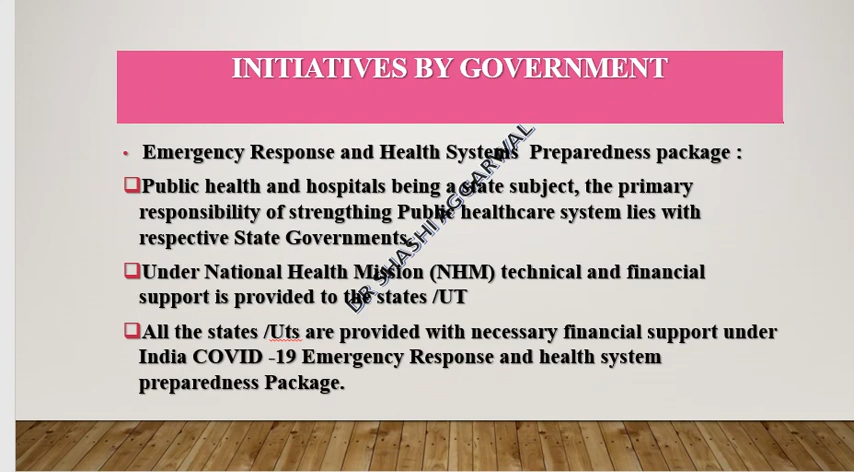 INITIATIVES BY GOVERNMENT
• Emergency Response and Health Systems Preparedness package :
❑Public health and hospitals being a state subject, the primary
responsibility of strengthing Public healthcare system lies with
respective State Governments.
❑Under National Health Mission (NHM) technical and financial
support is provided to the states /UT
❑All the states /Uts are provided with necessary financial support under
India COVID -19 Emergency Response and health system
preparedness Package.
DR SHASHI AGGARWAL